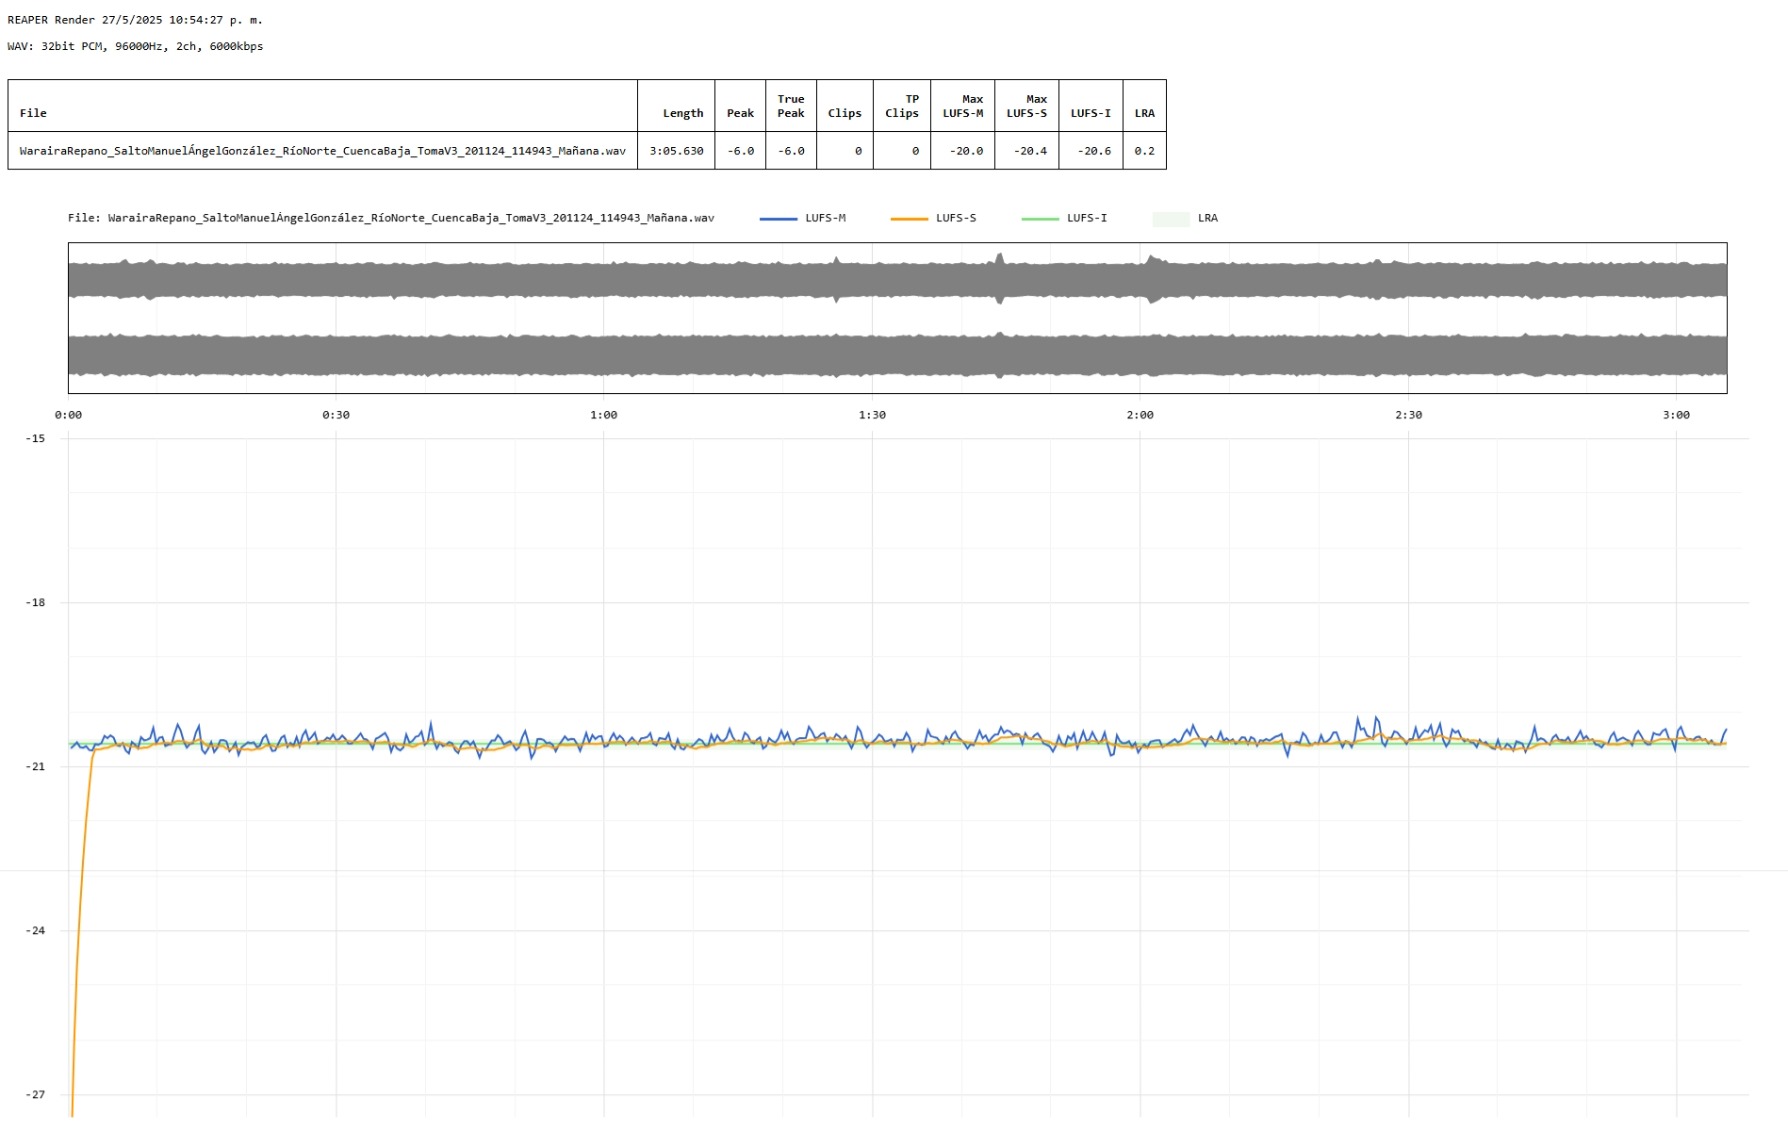 REAPER Render 27/5/2025 10:54:27 p. m.
WAV: 32bit PCM, 96000Hz, 2ch, 6000kbps
File Length Peak True Peak Clips TP Clips Max LUFS-M Max LUFS-S LUFS-I LRA
WarairaRepano_SaltoManuelÁngelGonzález_RíoNorte_CuencaBaja_TomaV3_201124_114943_Mañana.wav 3:05.630 -6.0 -6.0 0 0 -20.0 -20.4 -20.6 0.2
File: WarairaRepano_SaltoManuelÁngelGonzález_RíoNorte_CuencaBaja_TomaV3_201124_114943_Mañana.wav LUFS-M LUFS-S LUFS-I LRA
0:00 0:30 1:00 1:30 2:00 2:30 3:00
-15
-18
-21
-24
-27